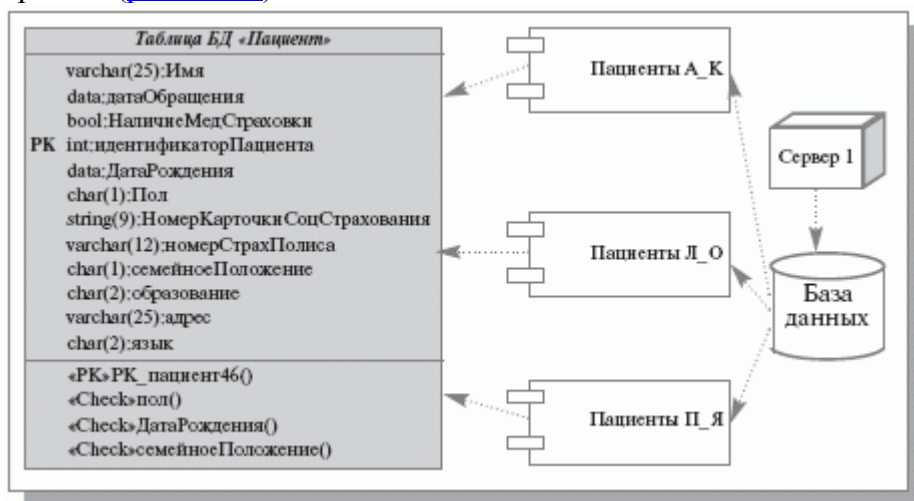 Таблица БД «Пациент»
varchar(25):Имя
data:датаОбращения
bool:НаличиеМедСтраховки
PK int:идентификаторПациента
data:ДатаРождения
char(1):Пол
string(9):НомерКарточкиСоцСтрахования
varchar(12):номерСтрахПолиса
char(1):семейноеПоложение
char(2):образование
varchar(25):адрес
char(2):язык
«PK»PK_пациент46()
«Check»пол()
«Check»ДатаРождения()
«Check»семейноеПоложение()
Пациенты А_К
Пациенты Л_О
Пациенты П_Я
Сервер 1
База
данных